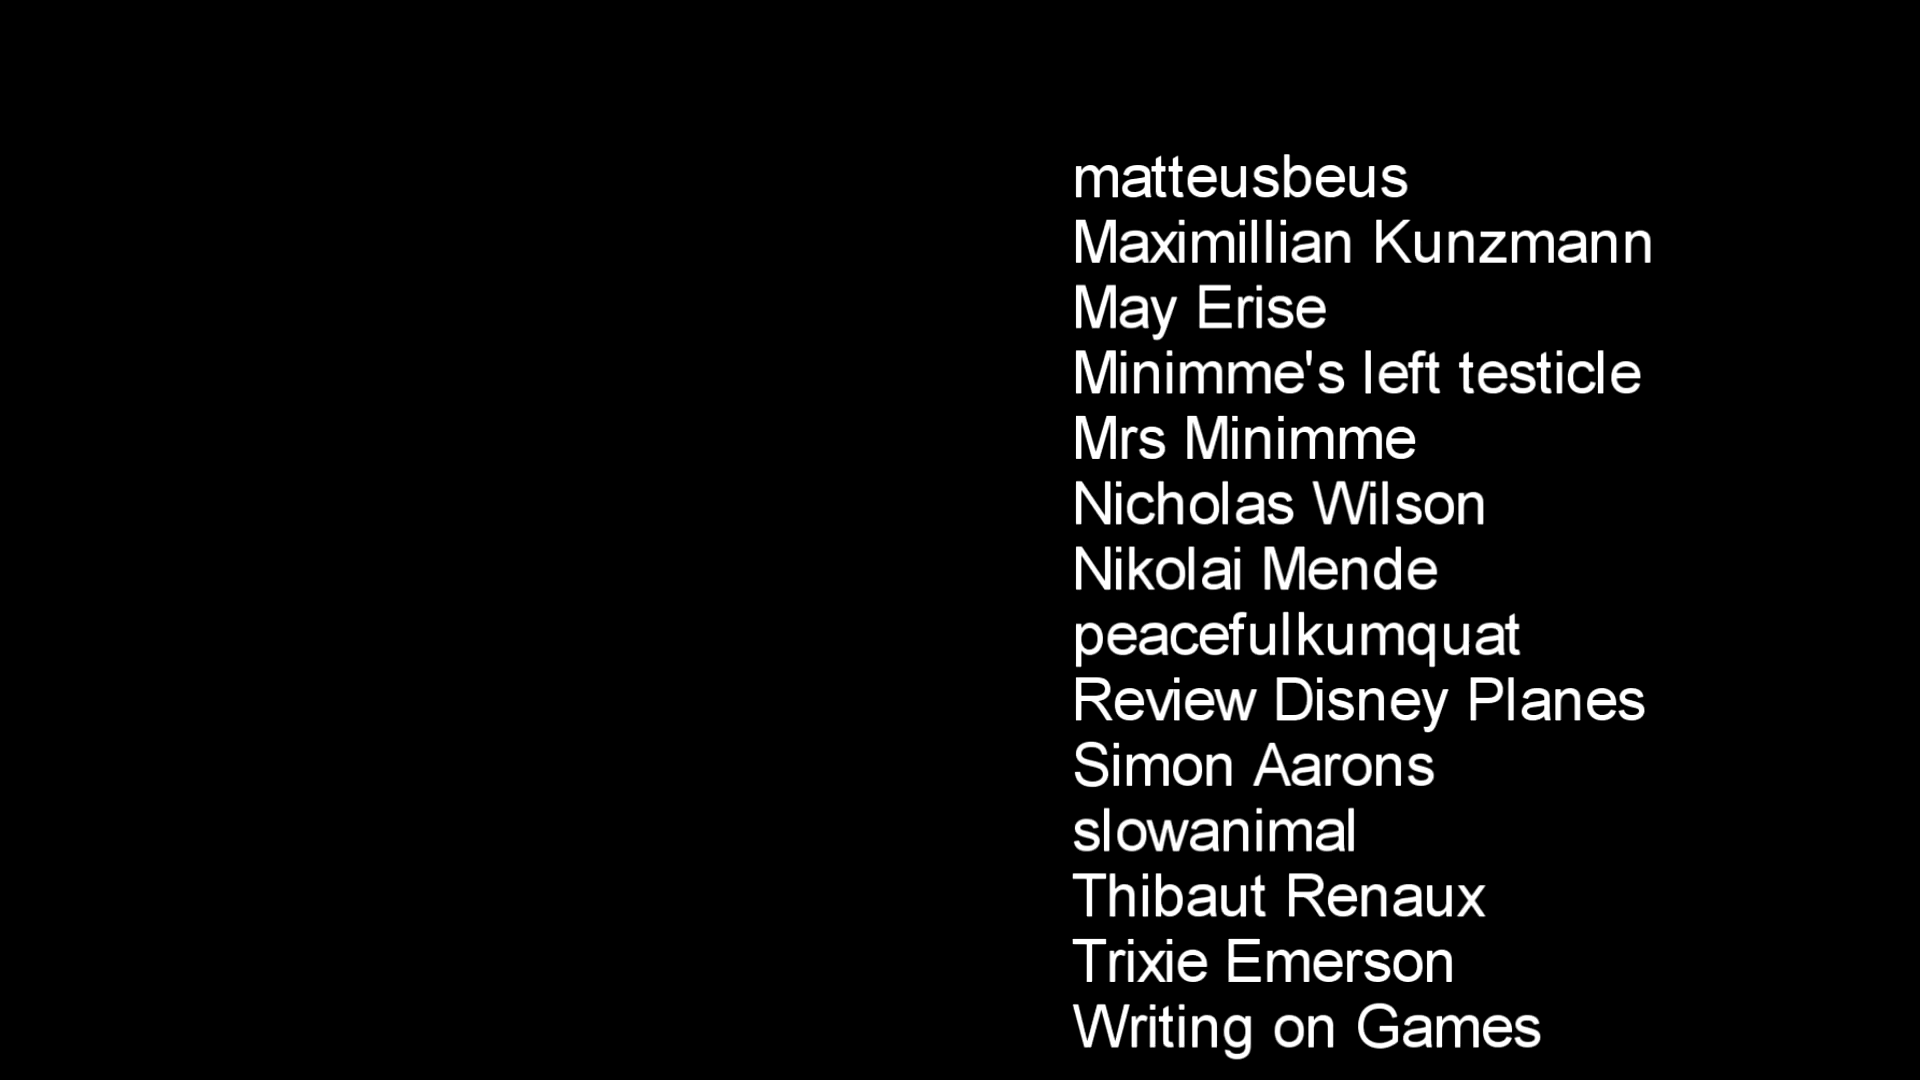 matteusbeus
Maximillian Kunzmann
May Erise
Minimme's left testicle
Mrs Minimme
Nicholas Wilson
Nikolai Mende
peacefulkumquat
Review Disney Planes
Simon Aarons
slowanimal
Thibaut Renaux
Trixie Emerson
Writing on Games